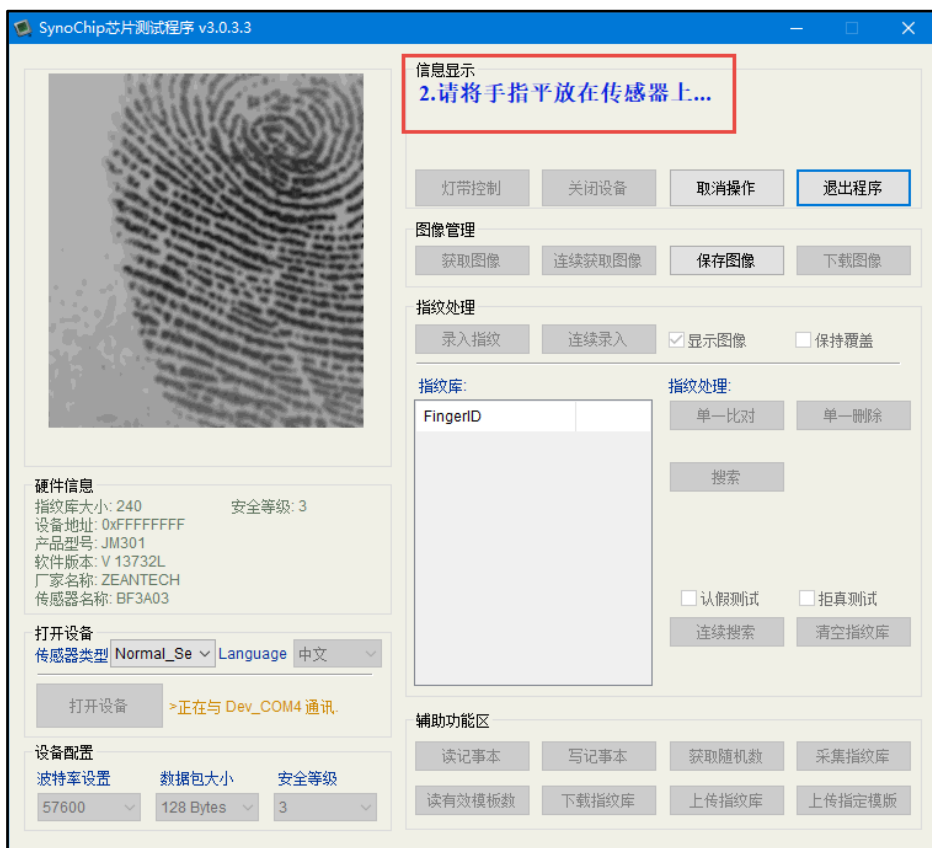 SynoChip芯片测试程序 v3.0.3.3
信息显示
2.请将手指平放在传感器上...
灯带控制 关闭设备 取消操作 退出程序
图像管理
获取图像 连续获取图像 保存图像 下载图像
指纹处理
录入指纹 连续录入 显示图像 保持覆盖
指纹库: 指纹处理:
FingerID
单一比对 单一删除
搜索
认假测试 拒真测试
连续搜索 清空指纹库
硬件信息
指纹库大小: 240 安全等级: 3
设备地址: 0xFFFFFFFF
产品型号: JM301
软件版本: V 13732L
厂家名称: ZEANTECH
传感器名称: BF3A03
打开设备
传感器类型 Normal_Se Language 中文
打开设备 >正在与 Dev_COM4 通讯.
设备配置
波特率设置 数据包大小 安全等级
57600 128 Bytes 3
辅助功能区
读记事本 写记事本 获取随机数 采集指纹库
读有效模板数 下载指纹库 上传指纹库 上传指定模版